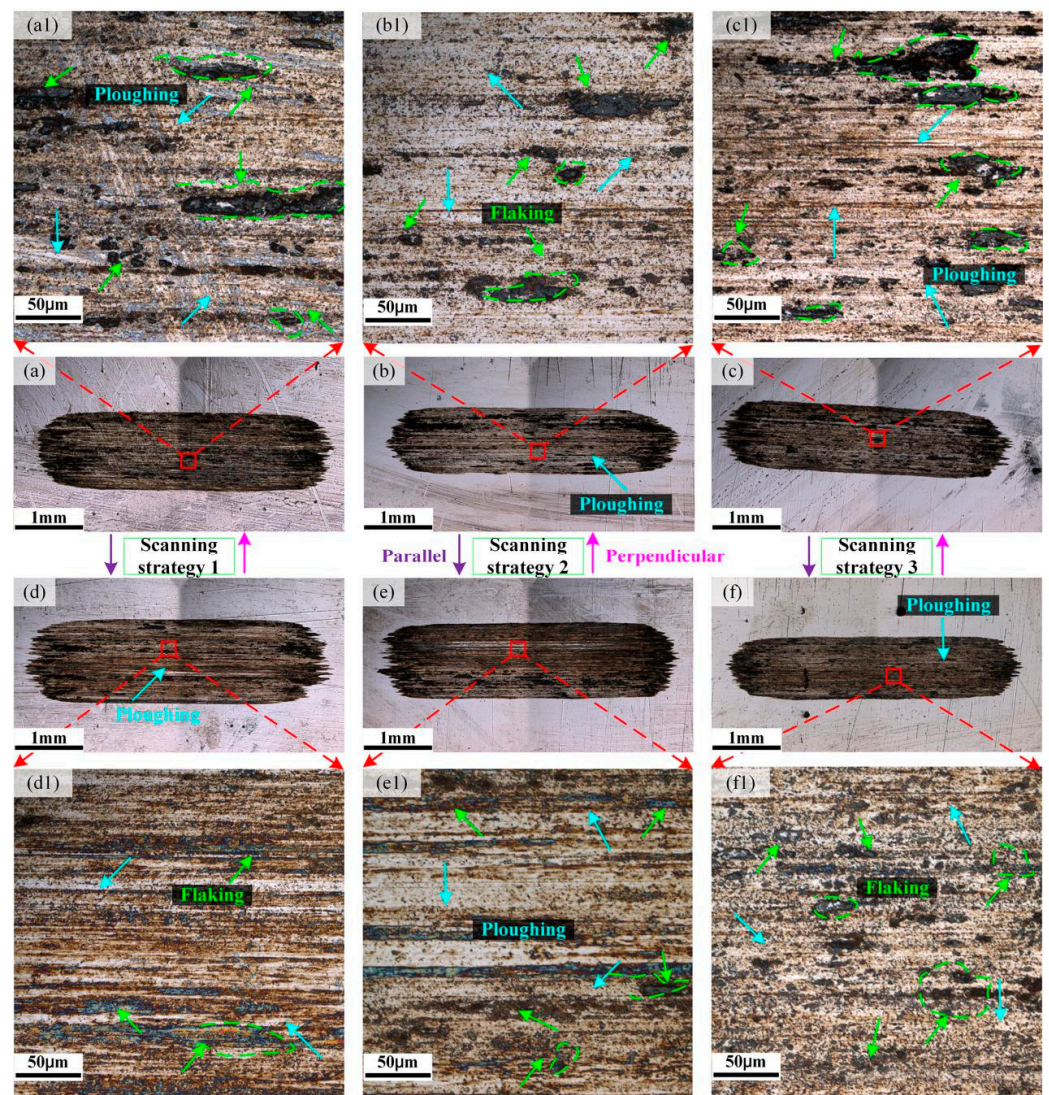 (a1)
Ploughing
50μm
(b1)
Flaking
50μm
(c1)
Ploughing
50μm
(a)
1mm
(b)
Ploughing
1mm
(c)
1mm
Scanning
strategy 1
Parallel
Scanning
strategy 2
Perpendicular
Scanning
strategy 3
(d)
Ploughing
1mm
(e)
1mm
(f)
Ploughing
1mm
(d1)
Flaking
50μm
(e1)
Ploughing
50μm
(f1)
Flaking
50μm